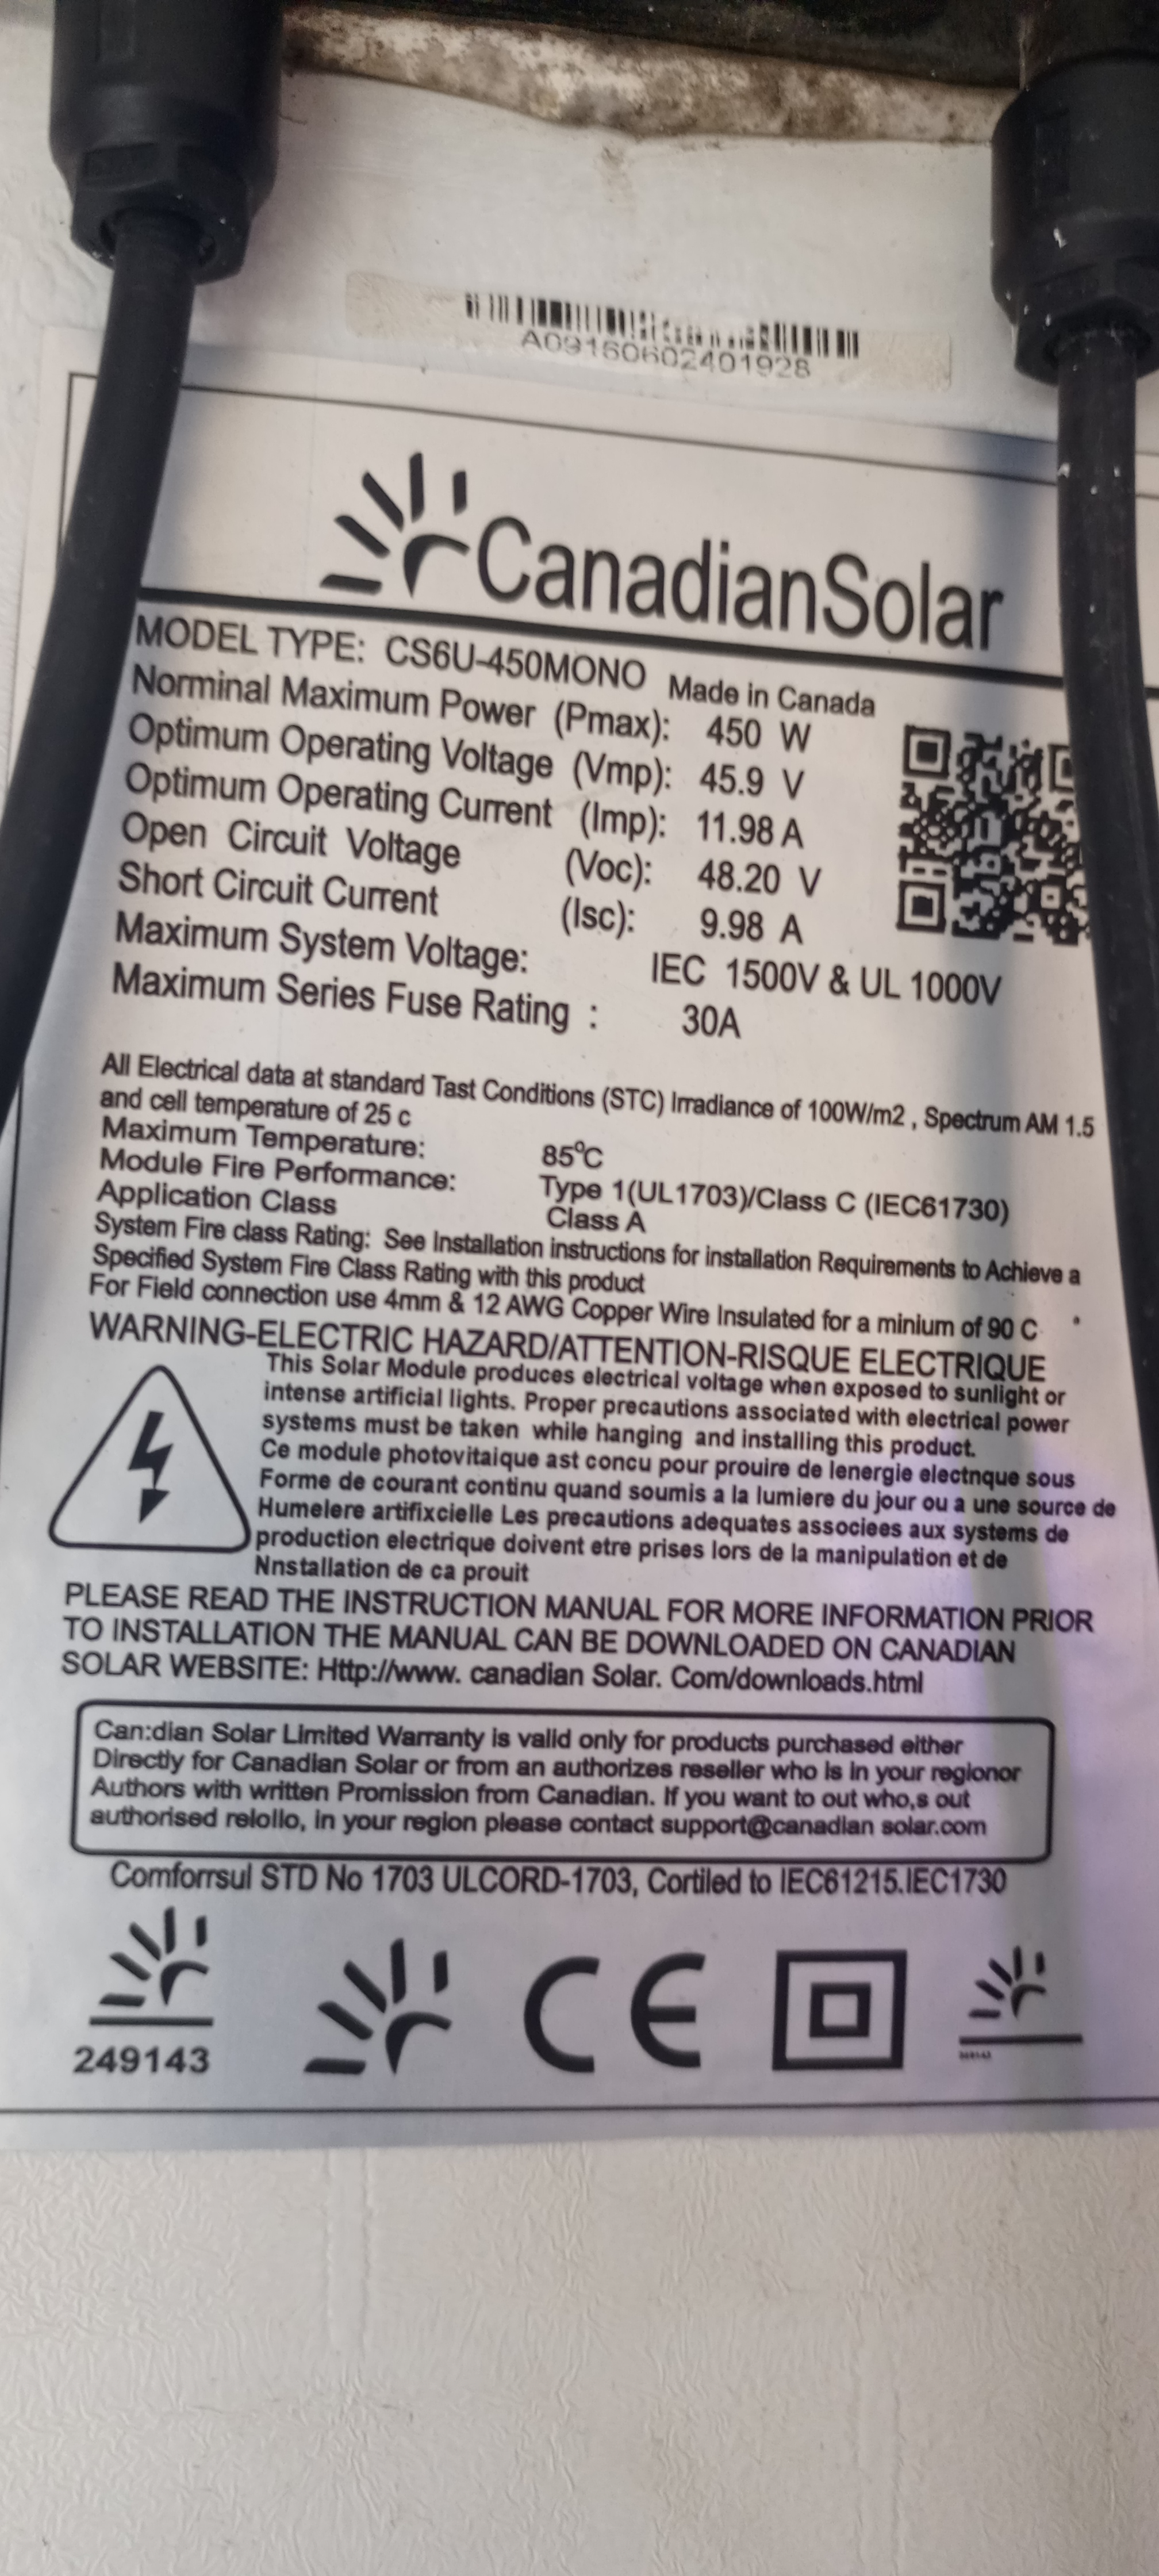 A09160602401928
CanadianSolar
MODEL TYPE: CS6U-450MONO Made in Canada
Norminal Maximum Power (Pmax): 450 W
Optimum Operating Voltage (Vmp): 45.9 V
Optimum Operating Current (Imp): 11.98 A
Open Circuit Voltage (Voc): 48.20 V
Short Circuit Current (Isc): 9.98 A
Maximum System Voltage: IEC 1500V & UL 1000V
Maximum Series Fuse Rating : 30A
All Electrical data at standard Tast Conditions (STC) Irradiance of 100W/m2 , Spectrum AM 1.5
and cell temperature of 25 c
Maximum Temperature: 85°C
Module Fire Performance: Type 1(UL1703)/Class C (IEC61730)
Application Class Class A
System Fire class Rating: See Installation instructions for installation Requirements to Achieve a
Specified System Fire Class Rating with this product
For Field connection use 4mm & 12 AWG Copper Wire Insulated for a minium of 90 C
WARNING-ELECTRIC HAZARD/ATTENTION-RISQUE ELECTRIQUE
This Solar Module produces electrical voltage when exposed to sunlight or
intense artificial lights. Proper precautions associated with electrical power
systems must be taken while hanging and installing this product.
Ce module photovitaique ast concu pour prouire de lenergie electnque sous
Forme de courant continu quand soumis a la lumiere du jour ou a une source de
Humelere artifixcielle Les precautions adequates associees aux systems de
production electrique doivent etre prises lors de la manipulation et de
Nnstallation de ca prouit
PLEASE READ THE INSTRUCTION MANUAL FOR MORE INFORMATION PRIOR
TO INSTALLATION THE MANUAL CAN BE DOWNLOADED ON CANADIAN
SOLAR WEBSITE: Http://www. canadian Solar. Com/downloads.html
Can:dian Solar Limited Warranty is valid only for products purchased either
Directly for Canadian Solar or from an authorizes reseller who is in your regionor
Authors with written Promission from Canadian. If you want to out who,s out
authorised relollo, in your region please contact support@canadian solar.com
Comforrsul STD No 1703 ULCORD-1703, Cortiled to IEC61215.IEC1730
249143
CE